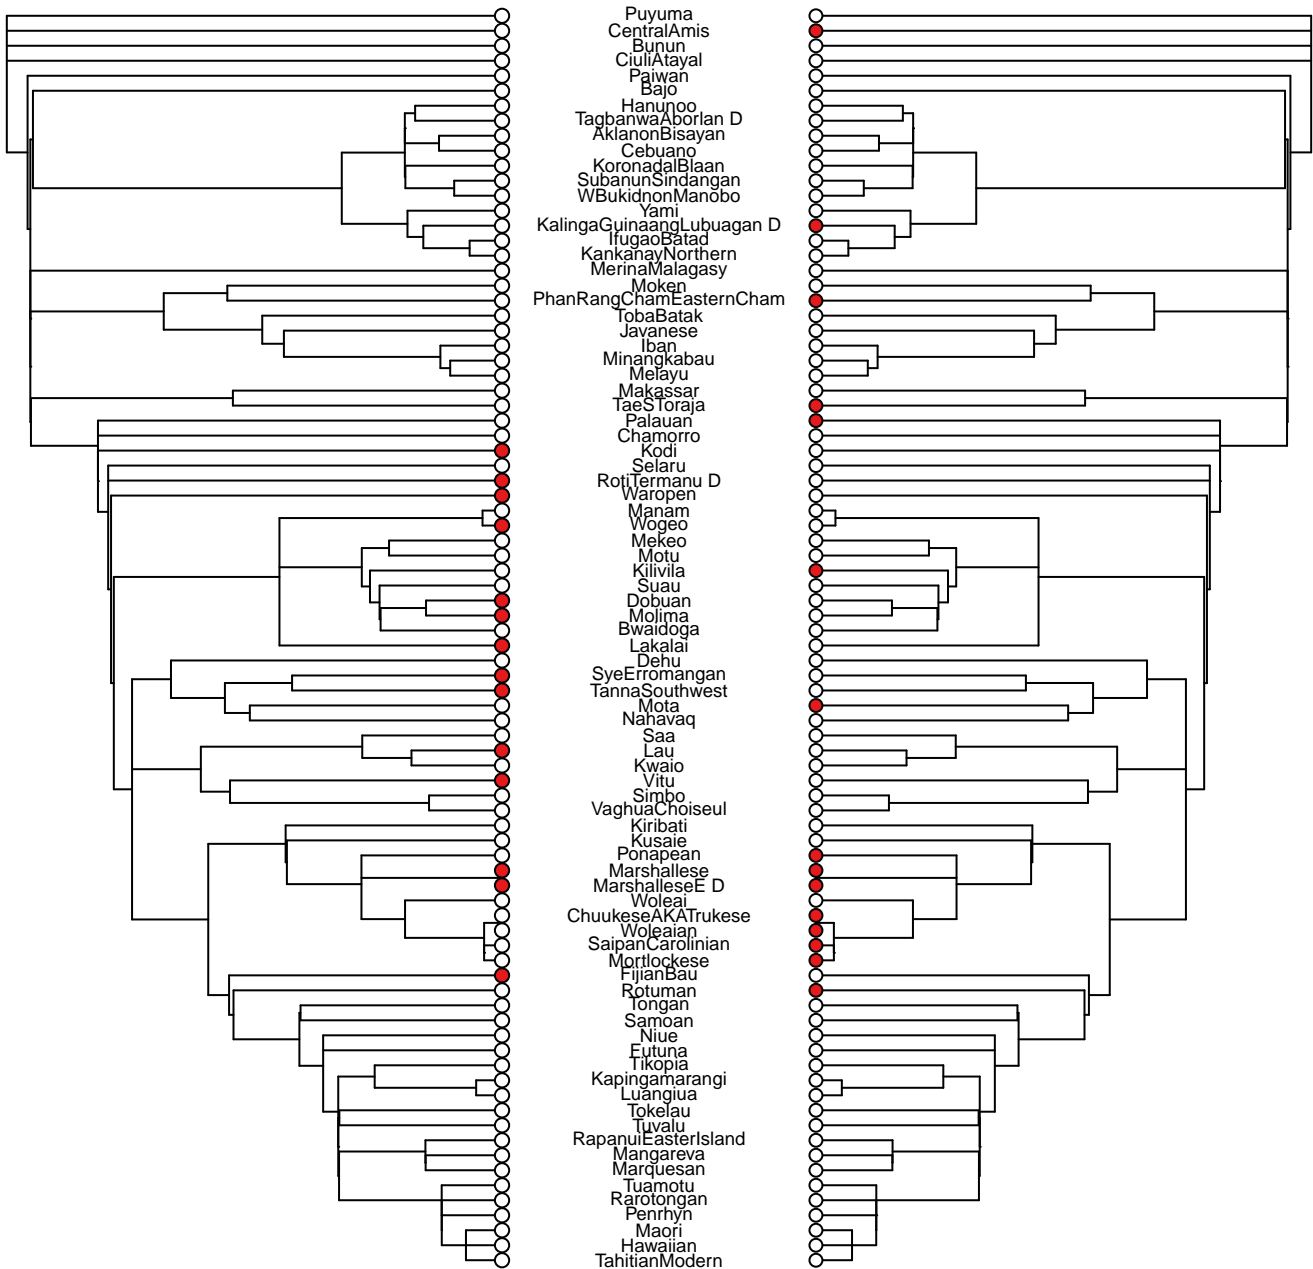 Puyuma
CentralAmis
Bunun
CiuliAtayal
Paiwan
Bajo
Hanunoo
TagbanwaAborlan D
AklanonBisayan
Cebuano
KoronadalBlaan
SubanunSindangan
WBukidnonManobo
Yami
KalingaGuinaangLubuagan D
IfugaoBatad
KankanayNorthern
MerinaMalagasy
Moken
PhanRangChamEasternCham
TobaBatak
Javanese
Iban
Minangkabau
Melayu
Makassar
TaeSToraja
Palauan
Chamorro
Kodi
Selaru
RotiTermanu D
Waropen
Manam
Wogeo
Mekeo
Motu
Kilivila
Suau
Dobuan
Molima
Bwaidoga
Lakalai
Dehu
SyeErromangan
TannaSouthwest
Mota
Nahavaq
Saa
Lau
Kwaio
Vitu
Simbo
VaghuaChoiseul
Kiribati
Kusaie
Ponapean
Marshallese
MarshalleseE D
Woleai
ChuukeseAKATrukese
Woleaian
SaipanCarolinian
Mortlockese
FijianBau
Rotuman
Tongan
Samoan
Niue
Futuna
Tikopia
Kapingamarangi
Luangiua
Tokelau
Tuvalu
RapanuiEasterIsland
Mangareva
Marquesan
Tuamotu
Rarotongan
Penrhyn
Maori
Hawaiian
TahitianModern